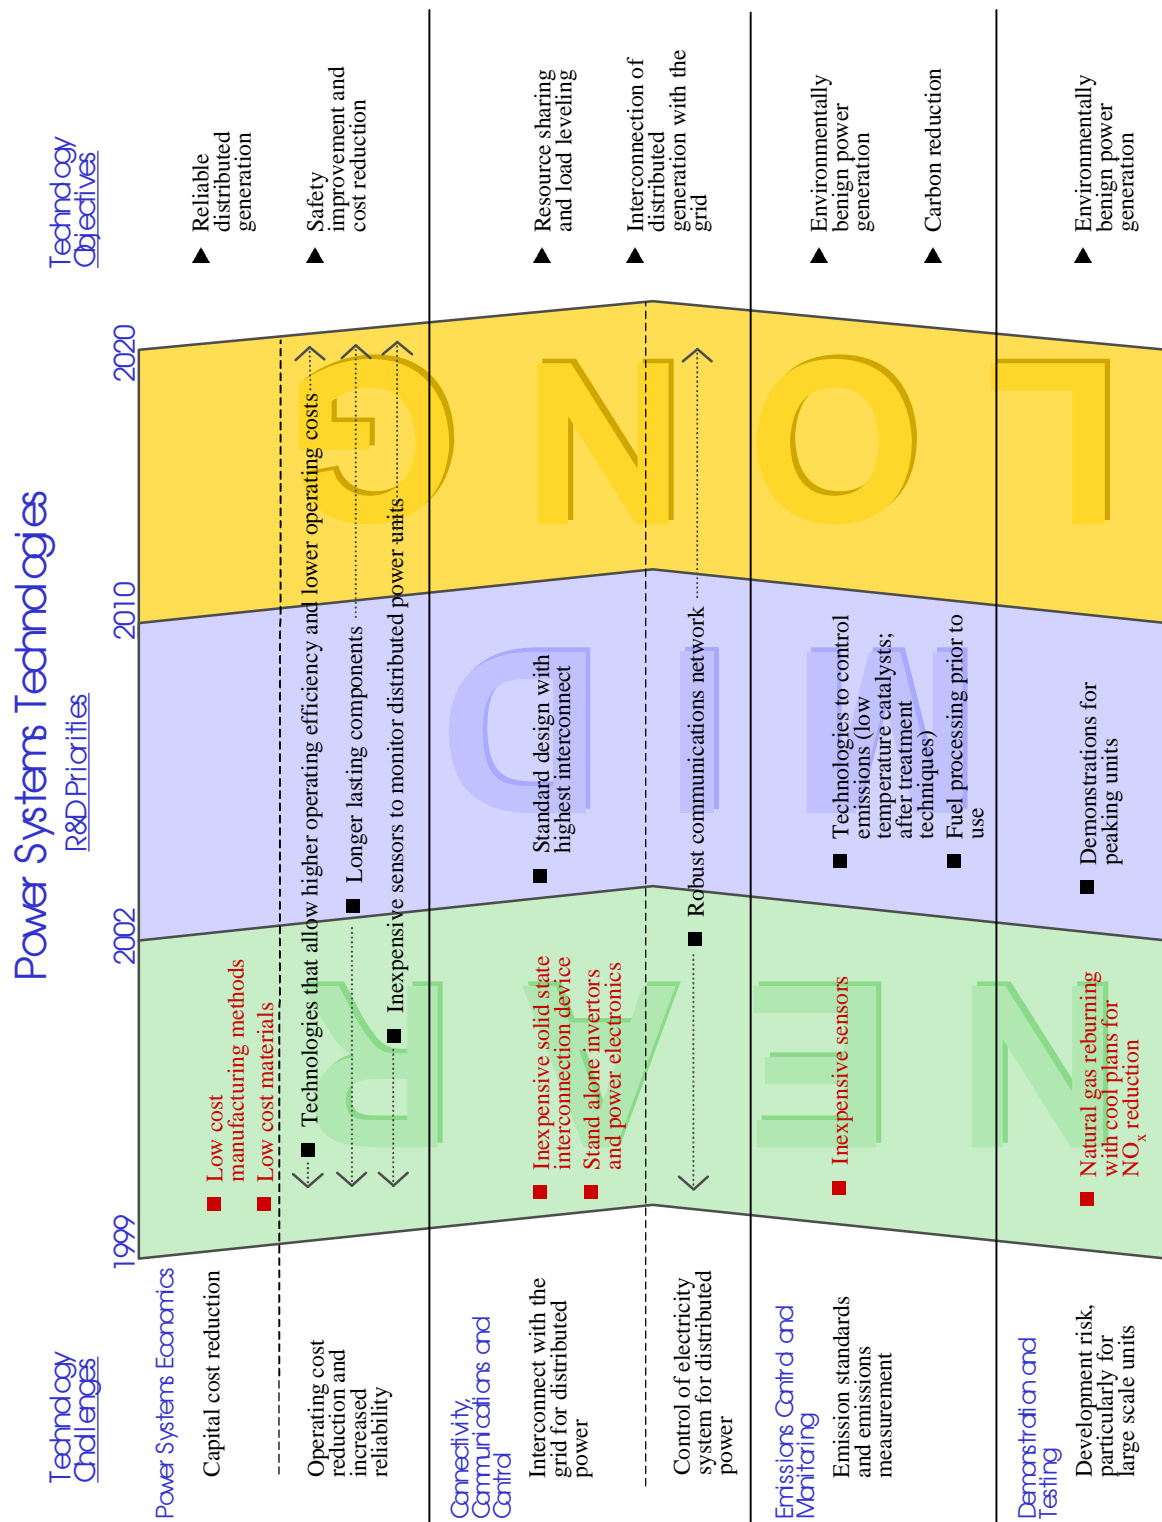 Power Systems Technologies
R&D Priorities
Technology
Challenges
1999
2002
2010
2020
Technology
Objectives
Power Systems Economics
Capital cost reduction
Low cost
manufacturing methods
Low cost materials
Reliable
distributed
generation
Operating cost
reduction and
increased
reliability
Technologies that allow higher operating efficiency and lower operating costs
Longer lasting components
Inexpensive sensors to monitor distributed power units
Safety
improvement and
cost reduction
Connectivity,
Communications and
Control
Interconnect with the
grid for distributed
power
Inexpensive solid state
interconnection device
Stand alone invertors
and power electronics
Standard design with
highest interconnect
Resource sharing
and load leveling
Interconnection of
distributed
generation with the
grid
Control of electricity
system for distributed
power
Robust communications network
Emissions Control and
Monitoring
Emission standards
and emissions
measurement
Inexpensive sensors
Technologies to control
emissions (low
temperature catalysts;
after treatment
techniques)
Fuel processing prior to
use
Environmentally
benign power
generation
Carbon reduction
Demonstration and
Testing
Development risk,
particularly for
large scale units
Natural gas reburning
with cool plans for
NOx reduction
Demonstrations for
peaking units
Environmentally
benign power
generation
NEAR
MID
LONG